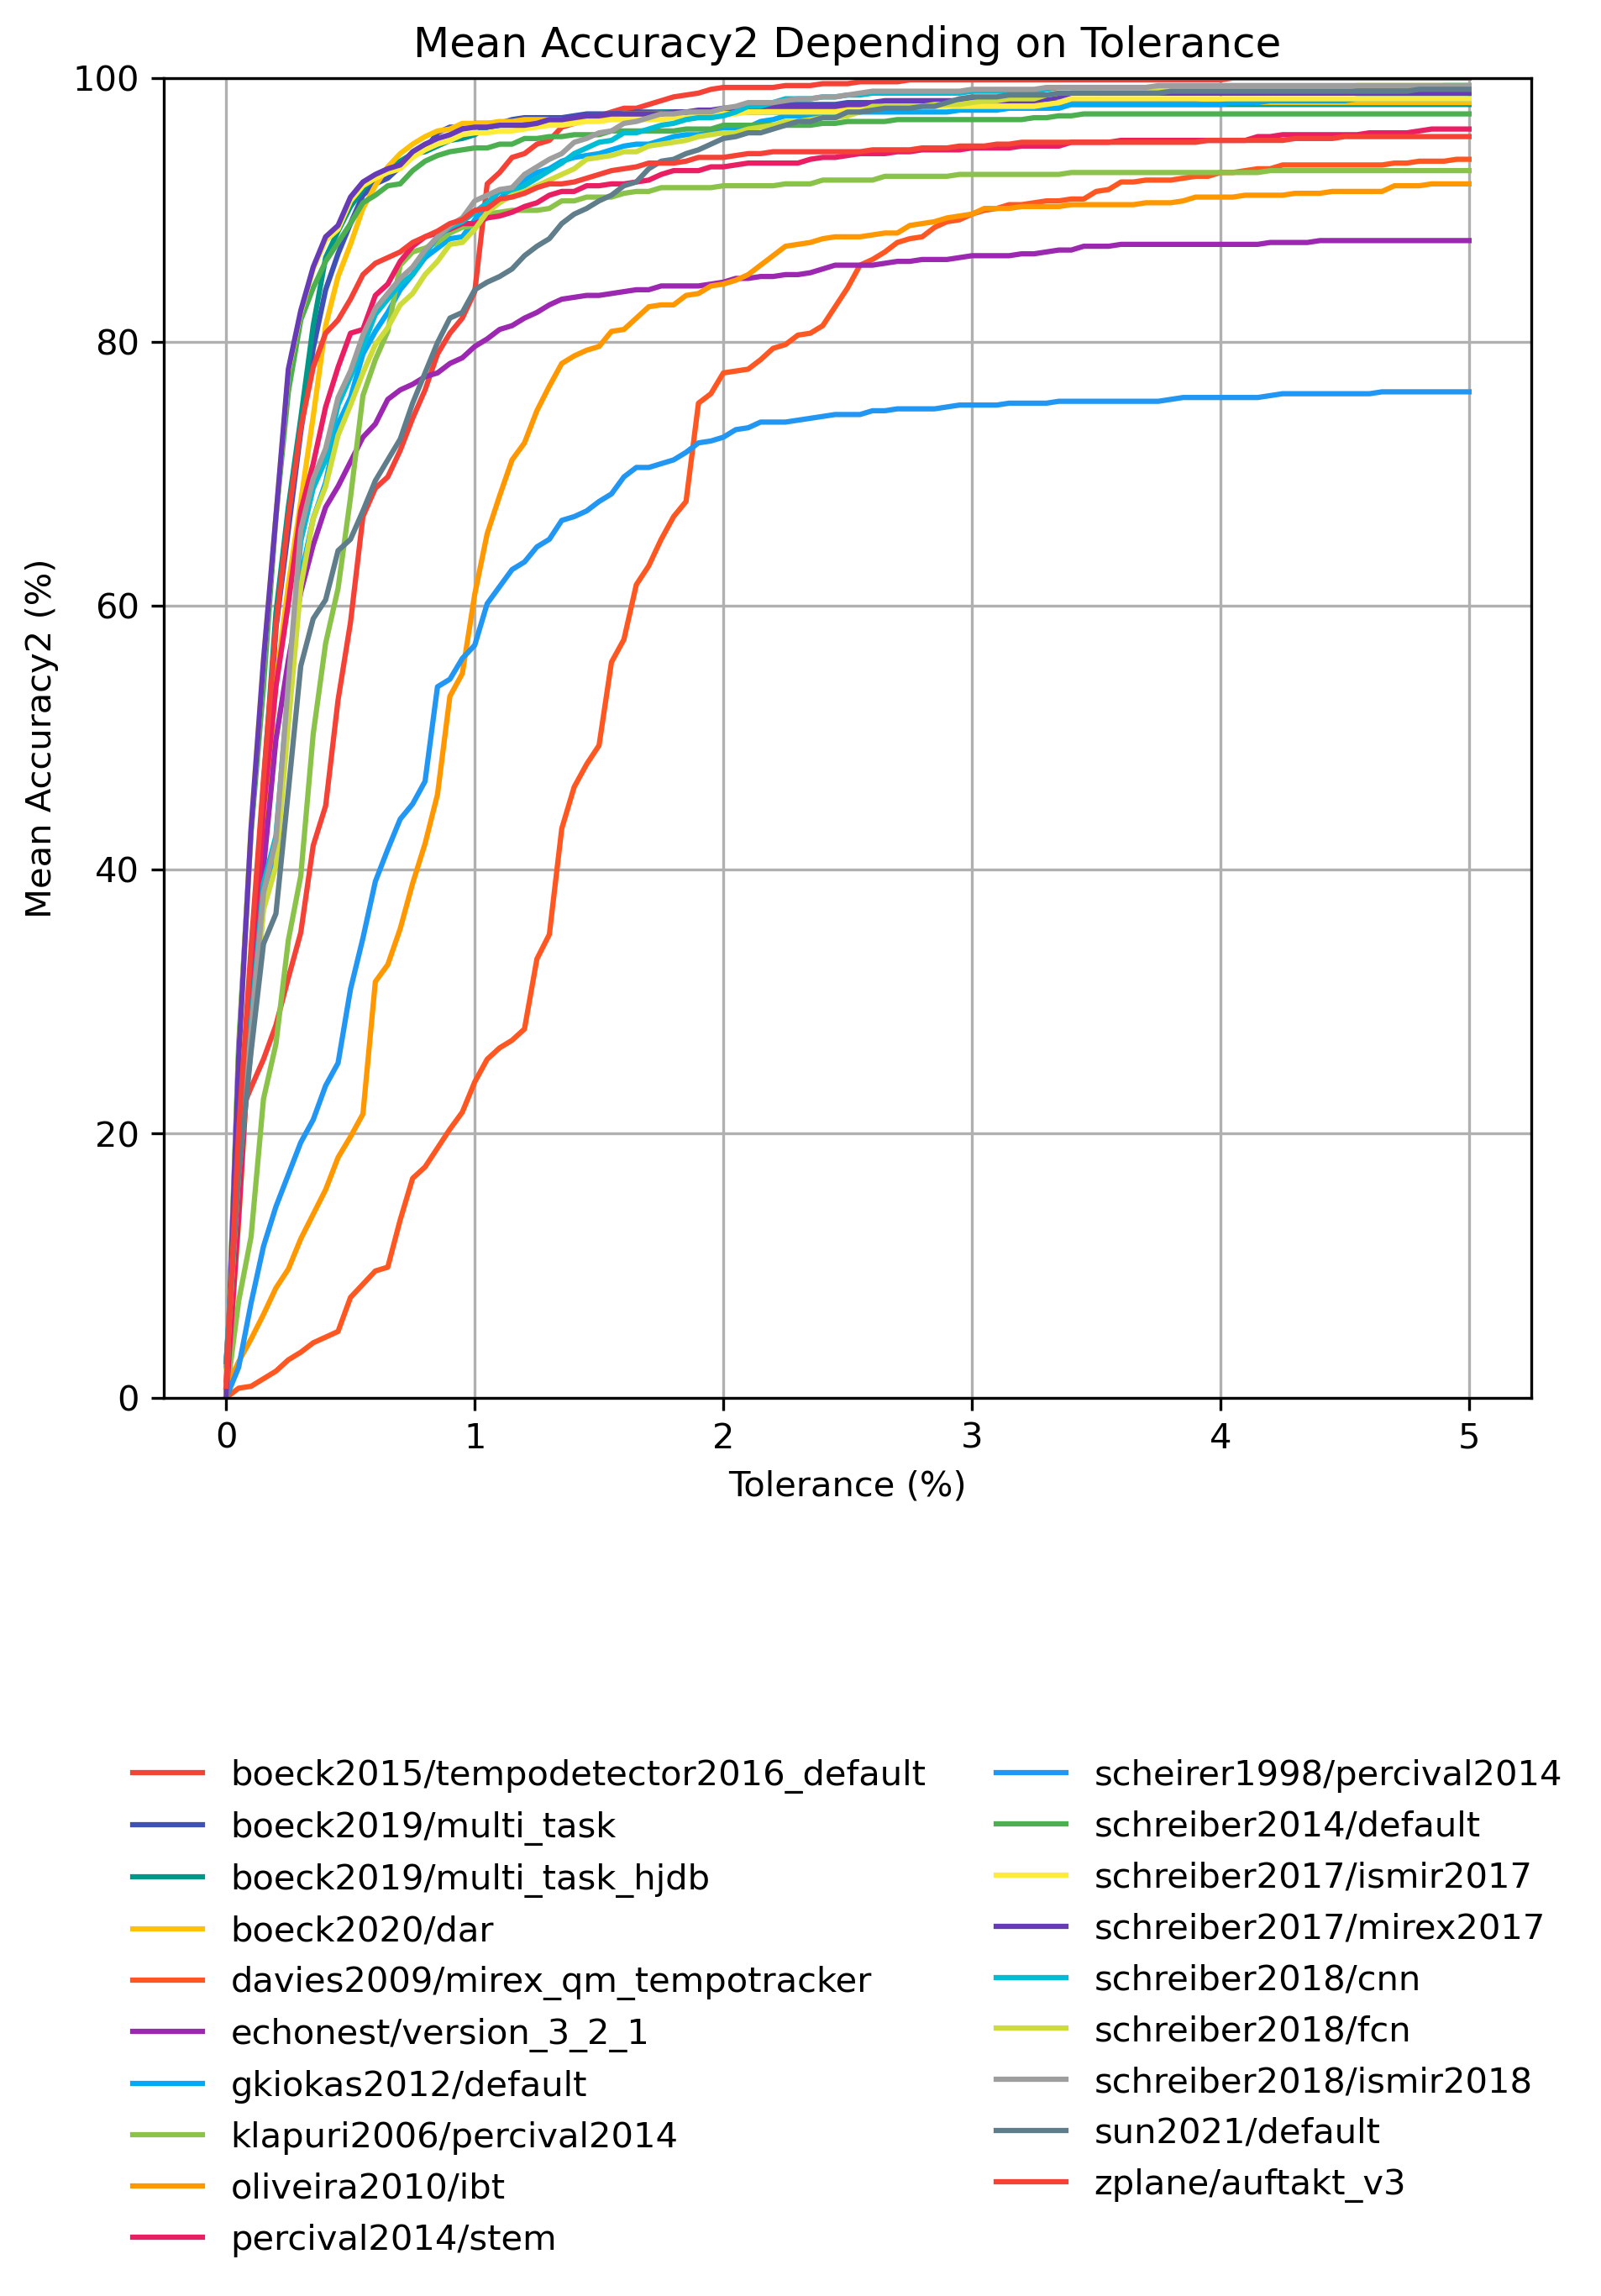 Mean Accuracy2 Depending on Tolerance
100
80
60
40
20
0
Mean Accuracy2 (%)
0 1 2 3 4 5
Tolerance (%)
boeck2015/tempodetector2016_default
boeck2019/multi_task
boeck2019/multi_task_hjdb
boeck2020/dar
davies2009/mirex_qm_tempotracker
echonest/version_3_2_1
gkiokas2012/default
klapuri2006/percival2014
oliveira2010/ibt
percival2014/stem
scheirer1998/percival2014
schreiber2014/default
schreiber2017/ismir2017
schreiber2017/mirex2017
schreiber2018/cnn
schreiber2018/fcn
schreiber2018/ismir2018
sun2021/default
zplane/auftakt_v3